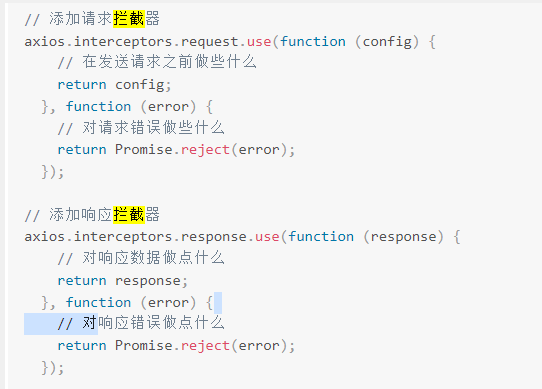 // 添加请求拦截器
axios.interceptors.request.use(function (config) {
    // 在发送请求之前做些什么
    return config;
  }, function (error) {
    // 对请求错误做些什么
    return Promise.reject(error);
  });

// 添加响应拦截器
axios.interceptors.response.use(function (response) {
    // 对响应数据做点什么
    return response;
  }, function (error) {
    // 对响应错误做点什么
    return Promise.reject(error);
  });